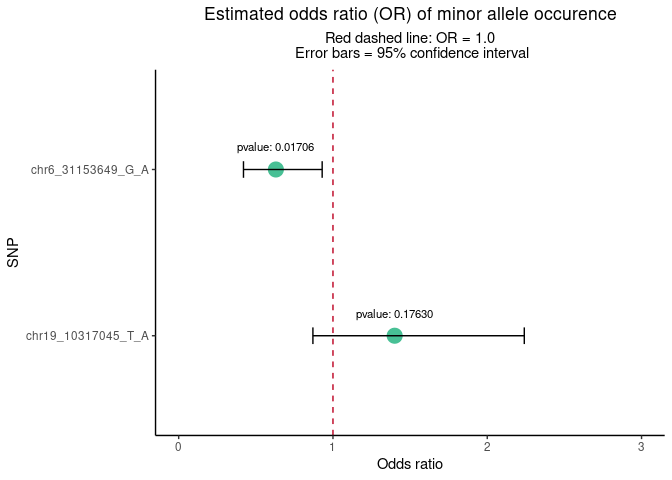 Estimated odds ratio (OR) of minor allele occurence
Red dashed line: OR = 1.0
Error bars = 95% confidence interval
pvalue: 0.01706
chr6_31153649_G_A
SNP
pvalue: 0.17630
chr19_10317045_T_A
0 1 2 3
Odds ratio